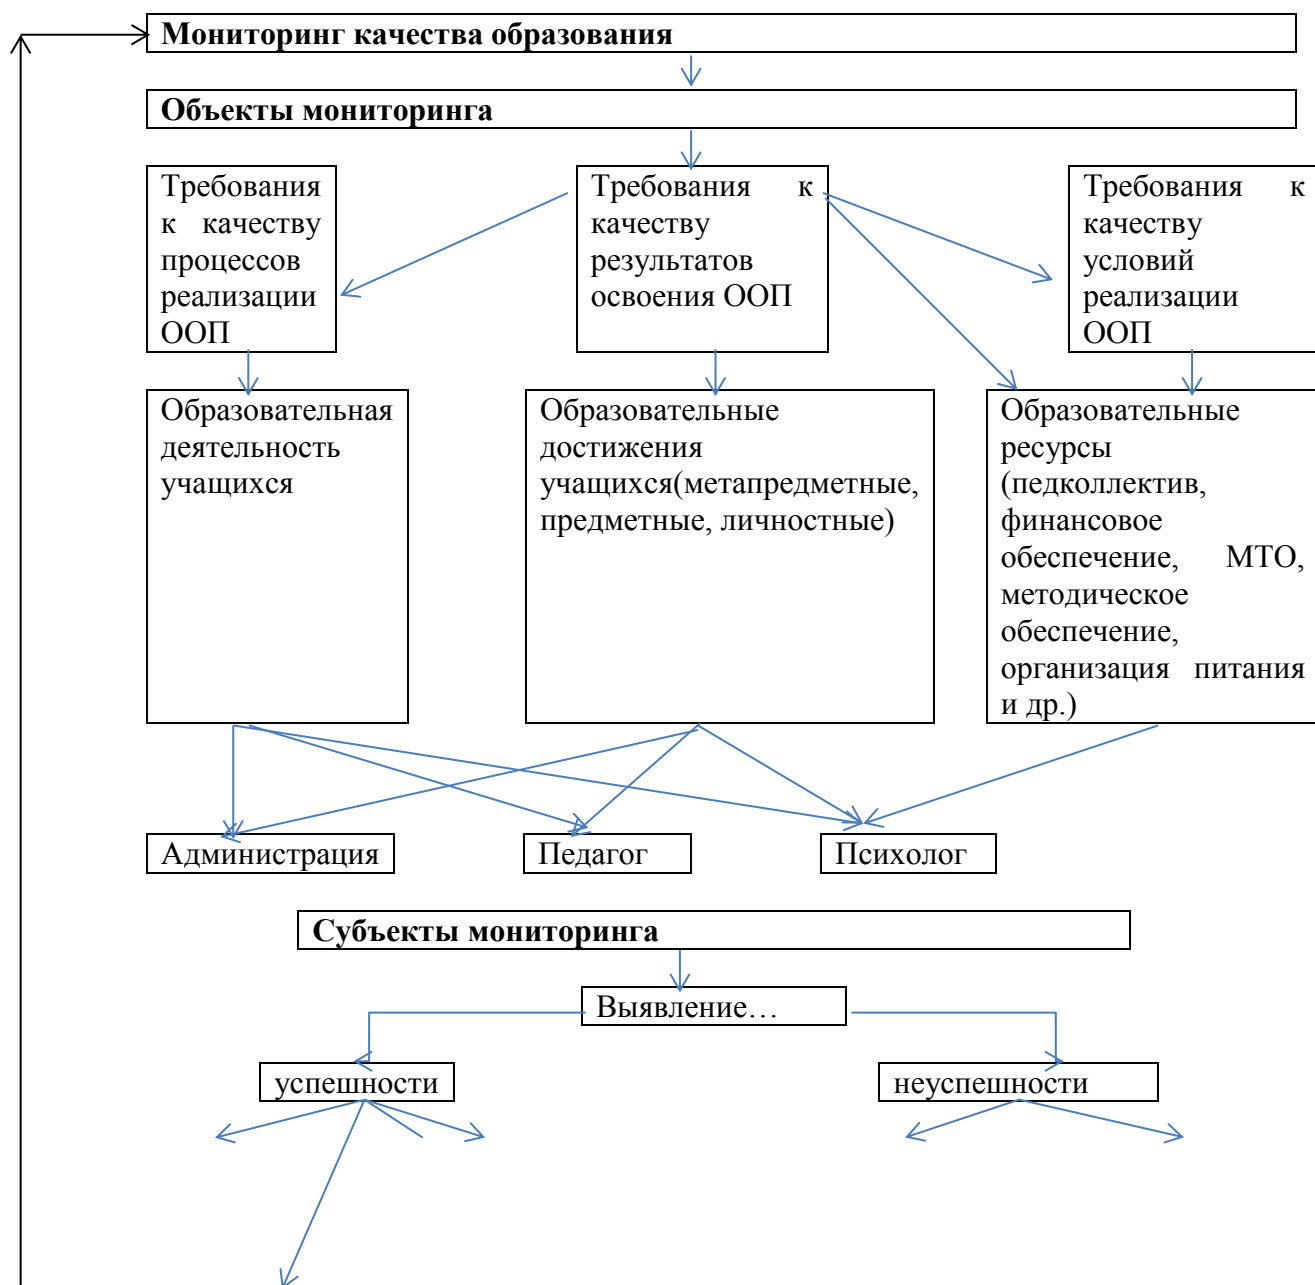 Мониторинг качества образования
Объекты мониторинга
Требования
к качеству
процессов
реализации
ООП
Требования к
качеству
результатов
освоения ООП
Требования к
качеству
условий
реализации
ООП
Образовательная
деятельность
учащихся
Образовательные
достижения
учащихся(метапредметные,
предметные, личностные)
Образовательные
ресурсы
(педколлектив,
финансовое
обеспечение, МТО,
методическое
обеспечение,
организация питания
и др.)
Администрация
Педагог
Психолог
Субъекты мониторинга
Выявление…
успешности
неуспешности